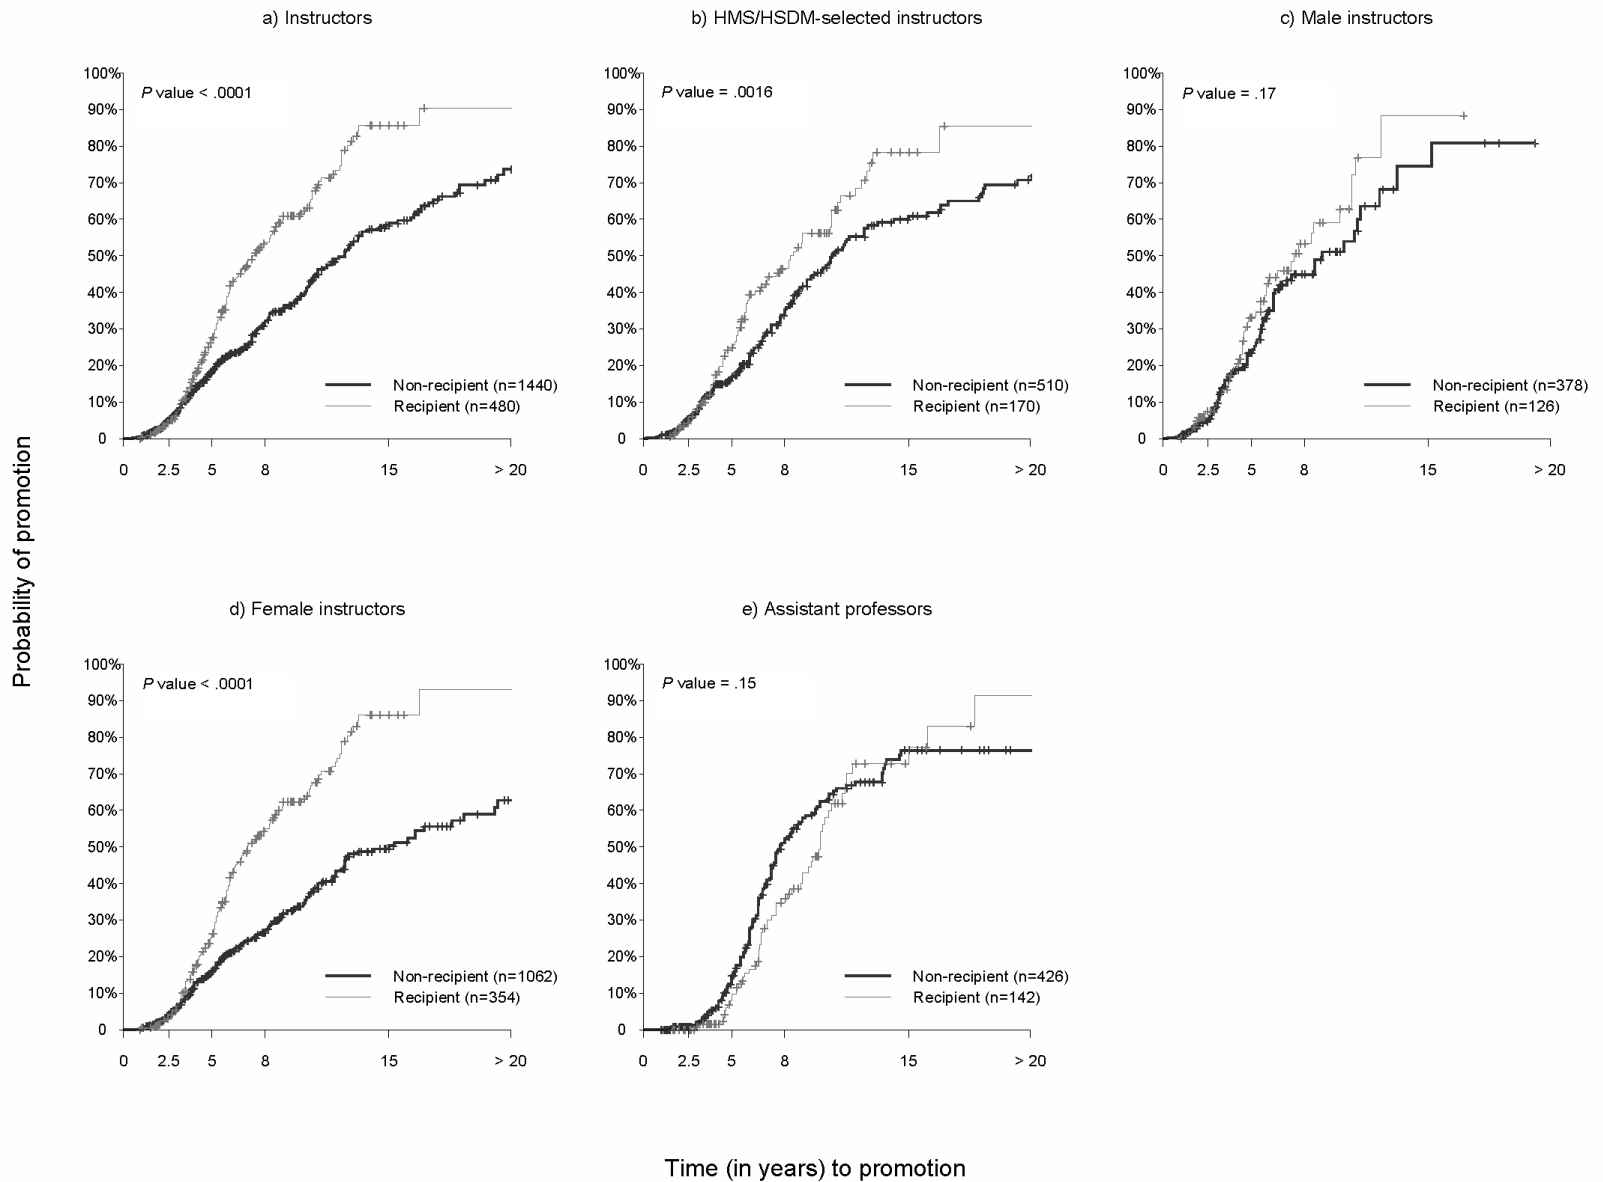 a) Instructors
b) HMS/HSDM-selected instructors
c) Male instructors
Probability of promotion
100%
90%
80%
70%
60%
50%
40%
30%
20%
10%
0
P value < .0001
Non-recipient (n=1440)
Recipient (n=480)
0 2.5 5 8 15 > 20
100%
90%
80%
70%
60%
50%
40%
30%
20%
10%
0
P value = .0016
Non-recipient (n=510)
Recipient (n=170)
0 2.5 5 8 15 > 20
100%
90%
80%
70%
60%
50%
40%
30%
20%
10%
0
P value = .17
Non-recipient (n=378)
Recipient (n=126)
0 2.5 5 8 15 > 20
d) Female instructors
e) Assistant professors
100%
90%
80%
70%
60%
50%
40%
30%
20%
10%
0
P value < .0001
Non-recipient (n=1062)
Recipient (n=354)
0 2.5 5 8 15 > 20
100%
90%
80%
70%
60%
50%
40%
30%
20%
10%
0
P value = .15
Non-recipient (n=426)
Recipient (n=142)
0 2.5 5 8 15 > 20
Time (in years) to promotion